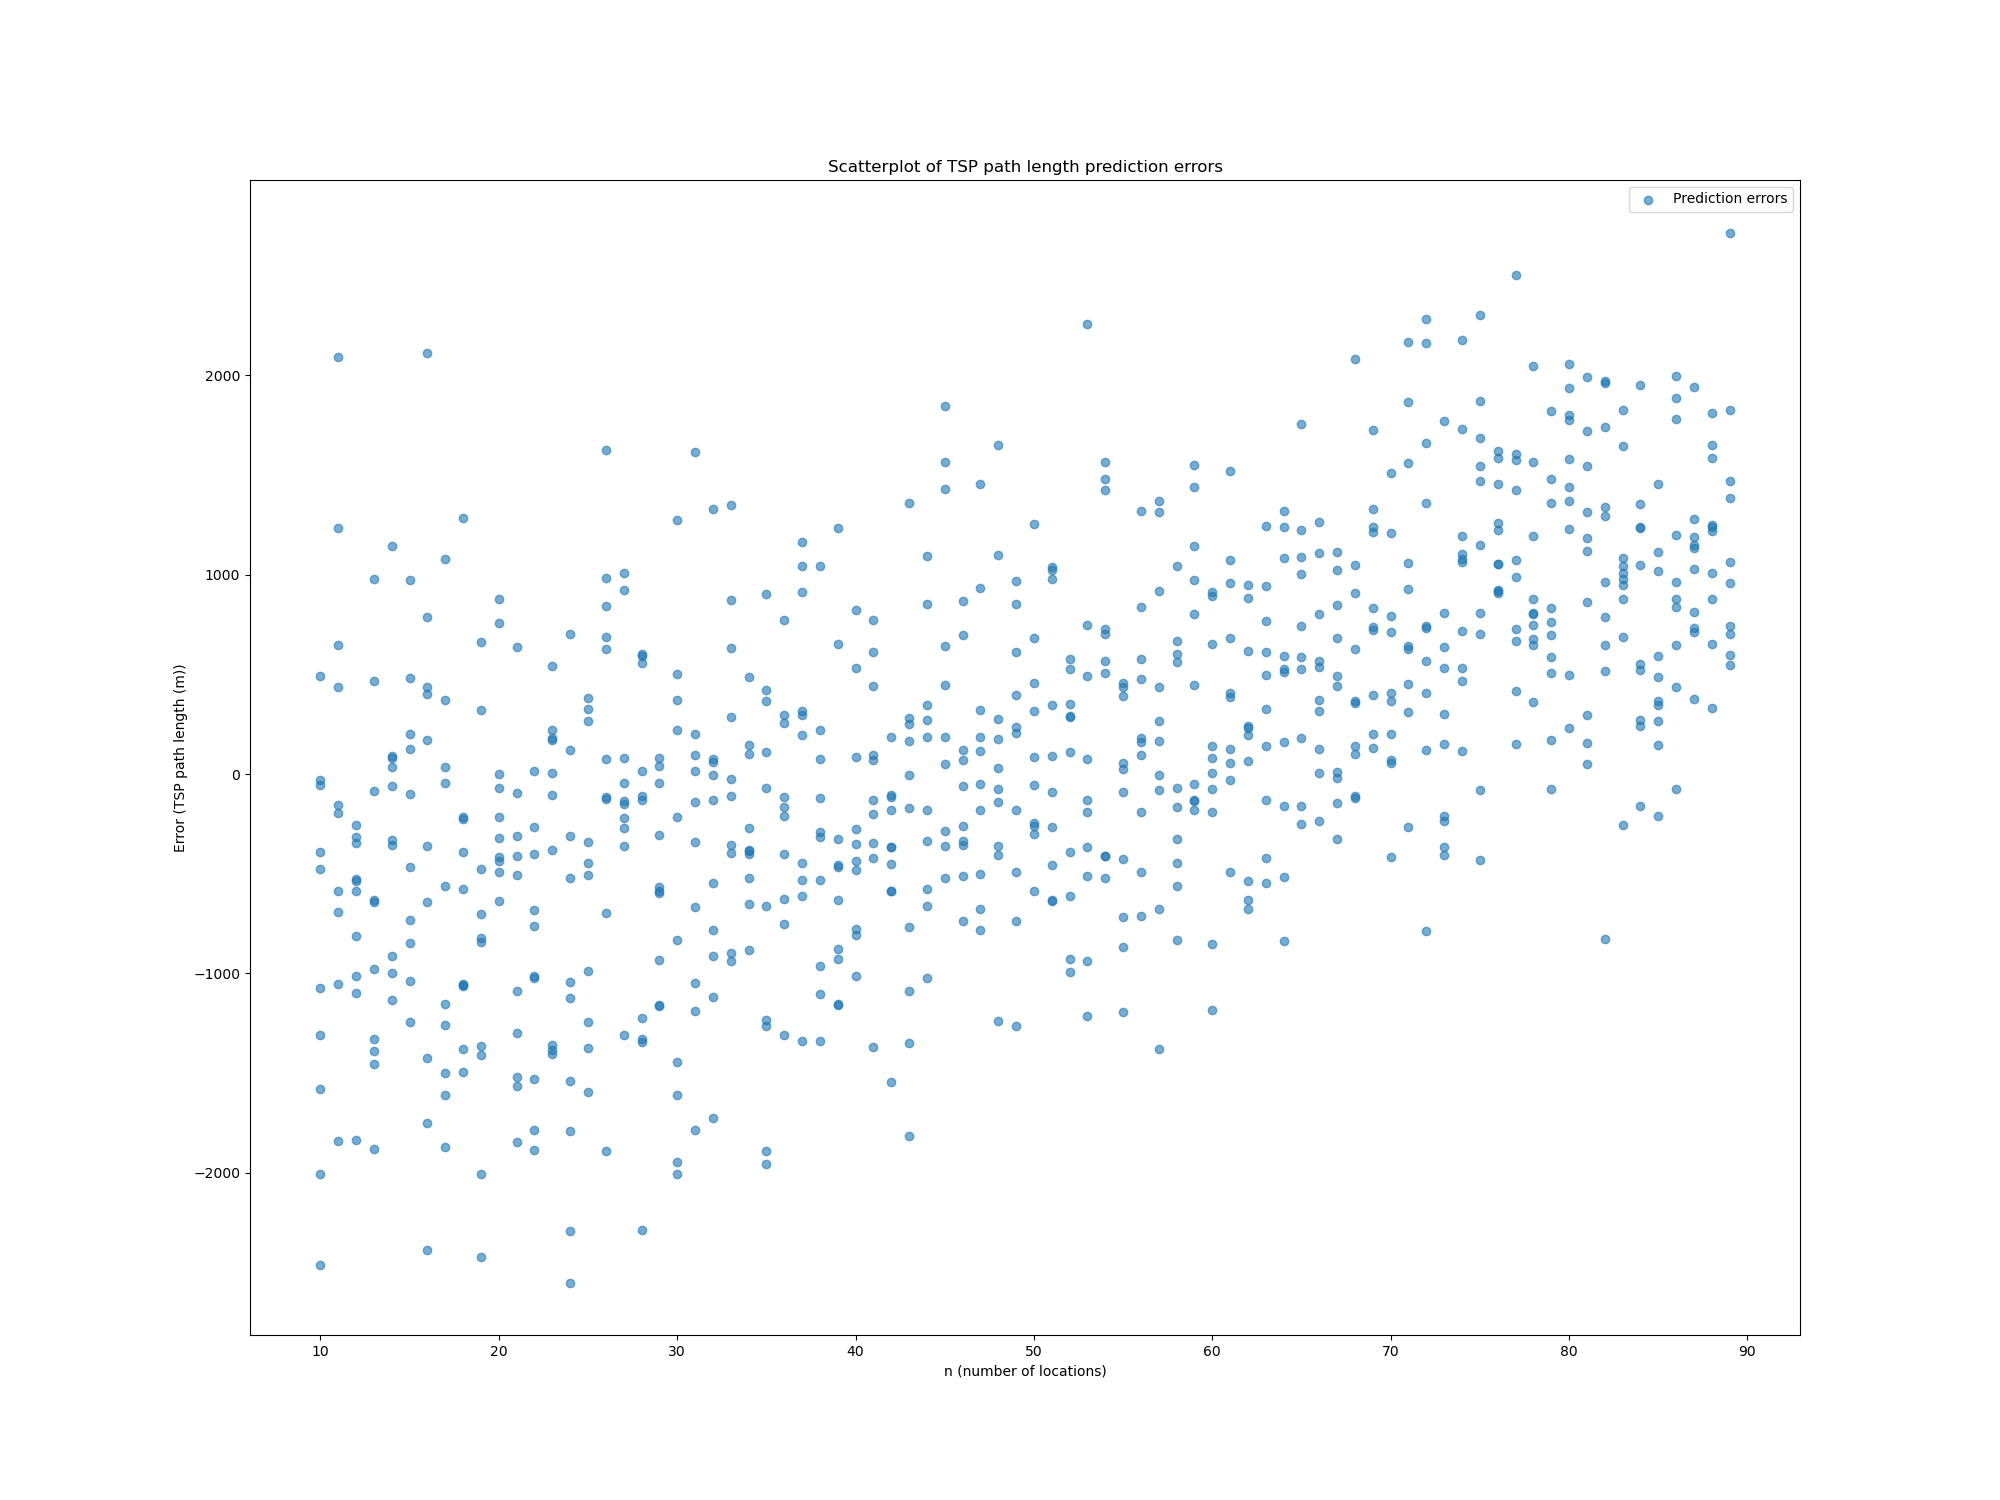 Scatterplot of TSP path length prediction errors
Prediction errors
2000
1000
0
−1000
−2000
Error (TSP path length (m))
10 20 30 40 50 60 70 80 90
n (number of locations)